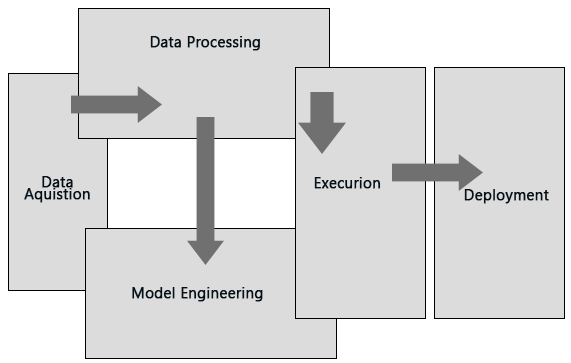 Data Processing
Data
Aquistion
Execurion
Deployment
Model Engineering